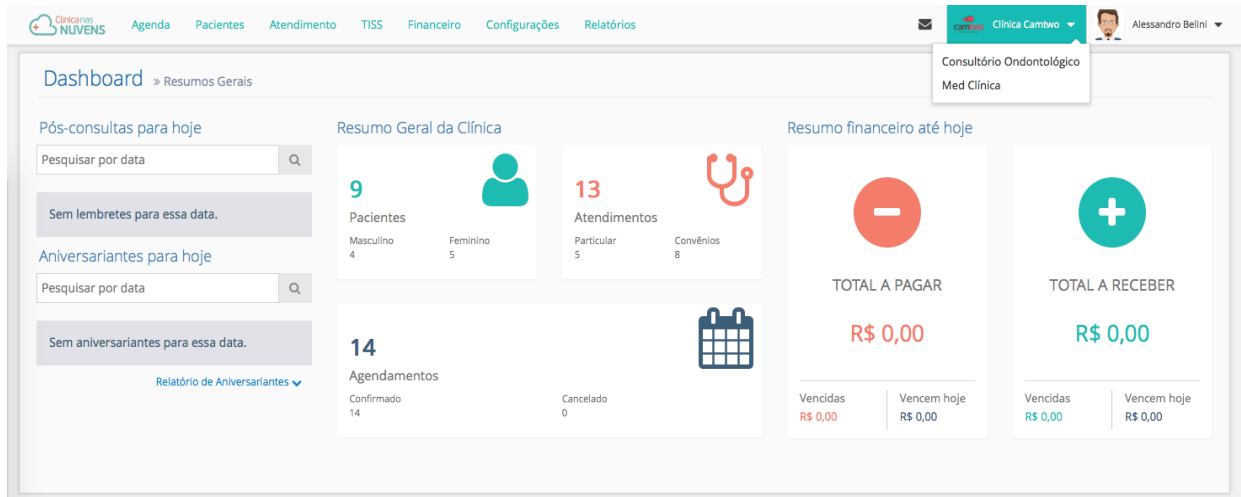 Clínica nas
NUVENS
Agenda Pacientes Atendimento TISS Financeiro Configurações Relatórios
camtwo Clínica Camtwo Alessandro Belini
Consultório Ondontológico
Med Clínica
Dashboard » Resumos Gerais
Pós-consultas para hoje
Pesquisar por data
Sem lembretes para essa data.
Aniversariantes para hoje
Pesquisar por data
Sem aniversariantes para essa data.
Relatório de Aniversariantes
Resumo Geral da Clínica
9
Pacientes
Masculino Feminino
4 5
13
Atendimentos
Particular Convênios
5 8
14
Agendamentos
Confirmado Cancelado
14 0
Resumo financeiro até hoje
TOTAL A PAGAR
R$ 0,00
Vencidas Vencem hoje
R$ 0,00 R$ 0,00
TOTAL A RECEBER
R$ 0,00
Vencidas Vencem hoje
R$ 0,00 R$ 0,00